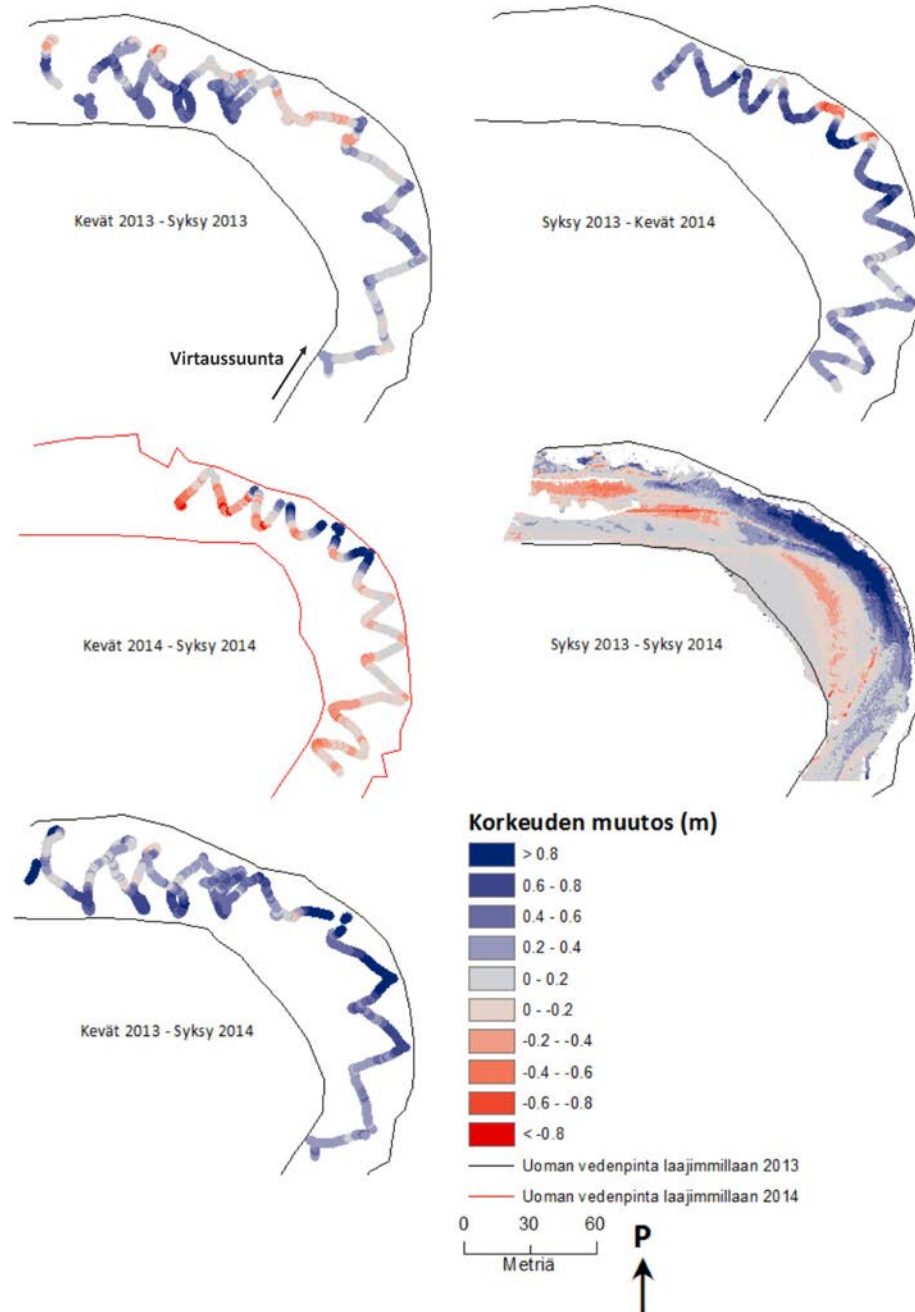 Kevät 2013 - Syksy 2013
Syksy 2013 - Kevät 2014
Virtaussuunta
Kevät 2014 - Syksy 2014
Syksy 2013 - Syksy 2014
Kevät 2013 - Syksy 2014
Korkeuden muutos (m)
> 0.8
0.6 - 0.8
0.4 - 0.6
0.2 - 0.4
0 - 0.2
0 - -0.2
-0.2 - -0.4
-0.4 - -0.6
-0.6 - -0.8
< -0.8
Uoman vedenpinta laajimmillaan 2013
Uoman vedenpinta laajimmillaan 2014
0 30 60
Metriä
P